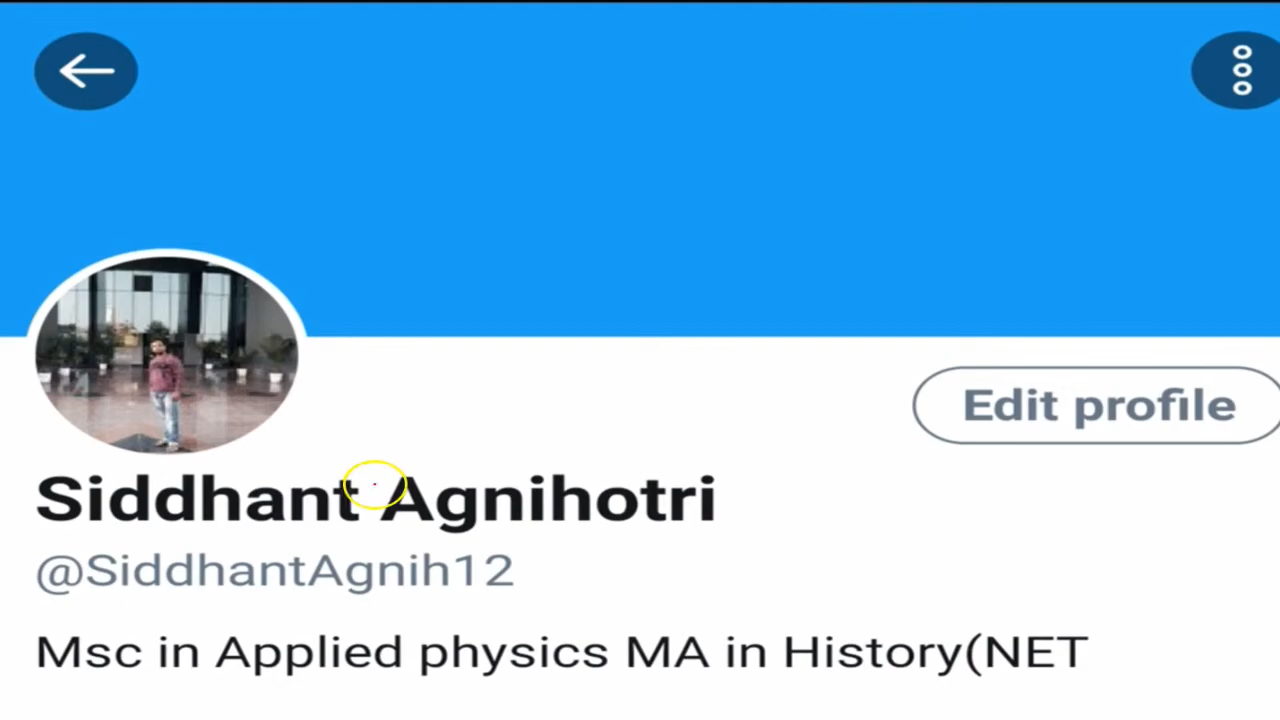 Edit profile
Siddhant Agnihotri
@SiddhantAgnih12
Msc in Applied physics MA in History(NET